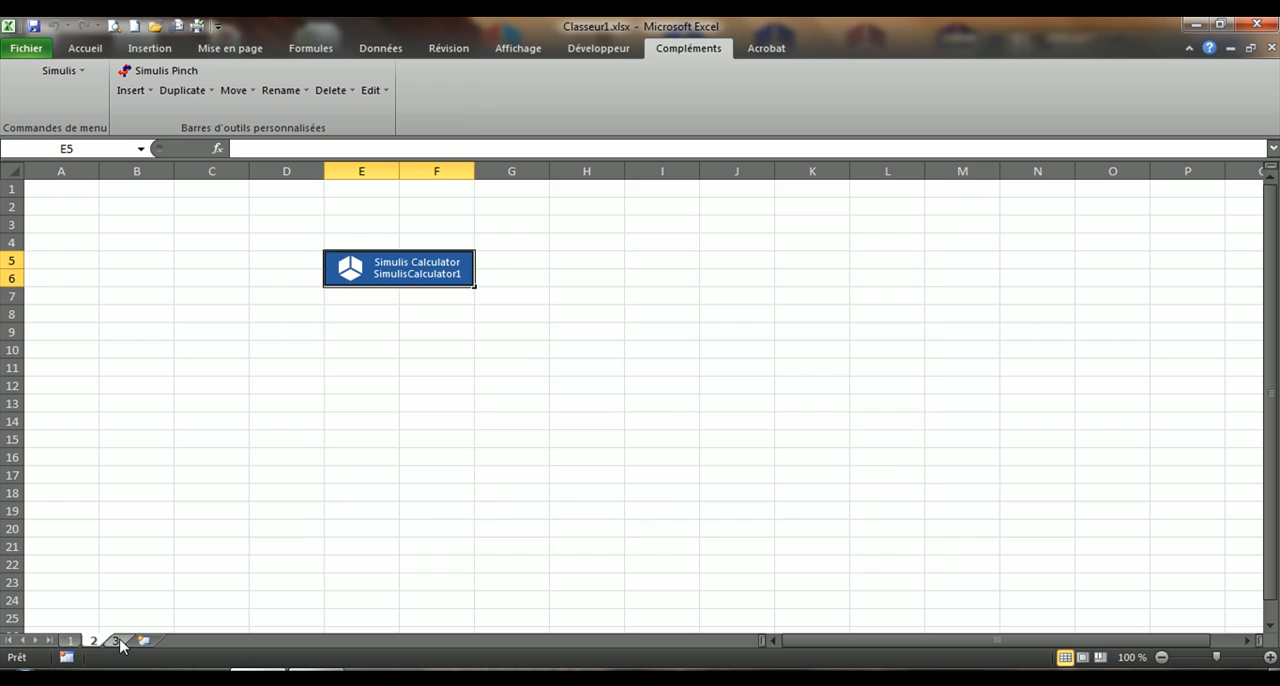 Classeur1.xlsx - Microsoft Excel
Fichier Accueil Insertion Mise en page Formules Données Révision Affichage Développeur Compléments Acrobat
Simulis Simulis Pinch
Insert Duplicate Move Rename Delete Edit
Commandes de menu Barres d'outils personnalisées
E5 fx
A B C D E F G H I J K L M N O P
1
2
3
4
5 Simulis Calculator
6 SimulisCalculator1
7
8
9
10
11
12
13
14
15
16
17
18
19
20
21
22
23
24
25
1 2 3
Prêt 100 %